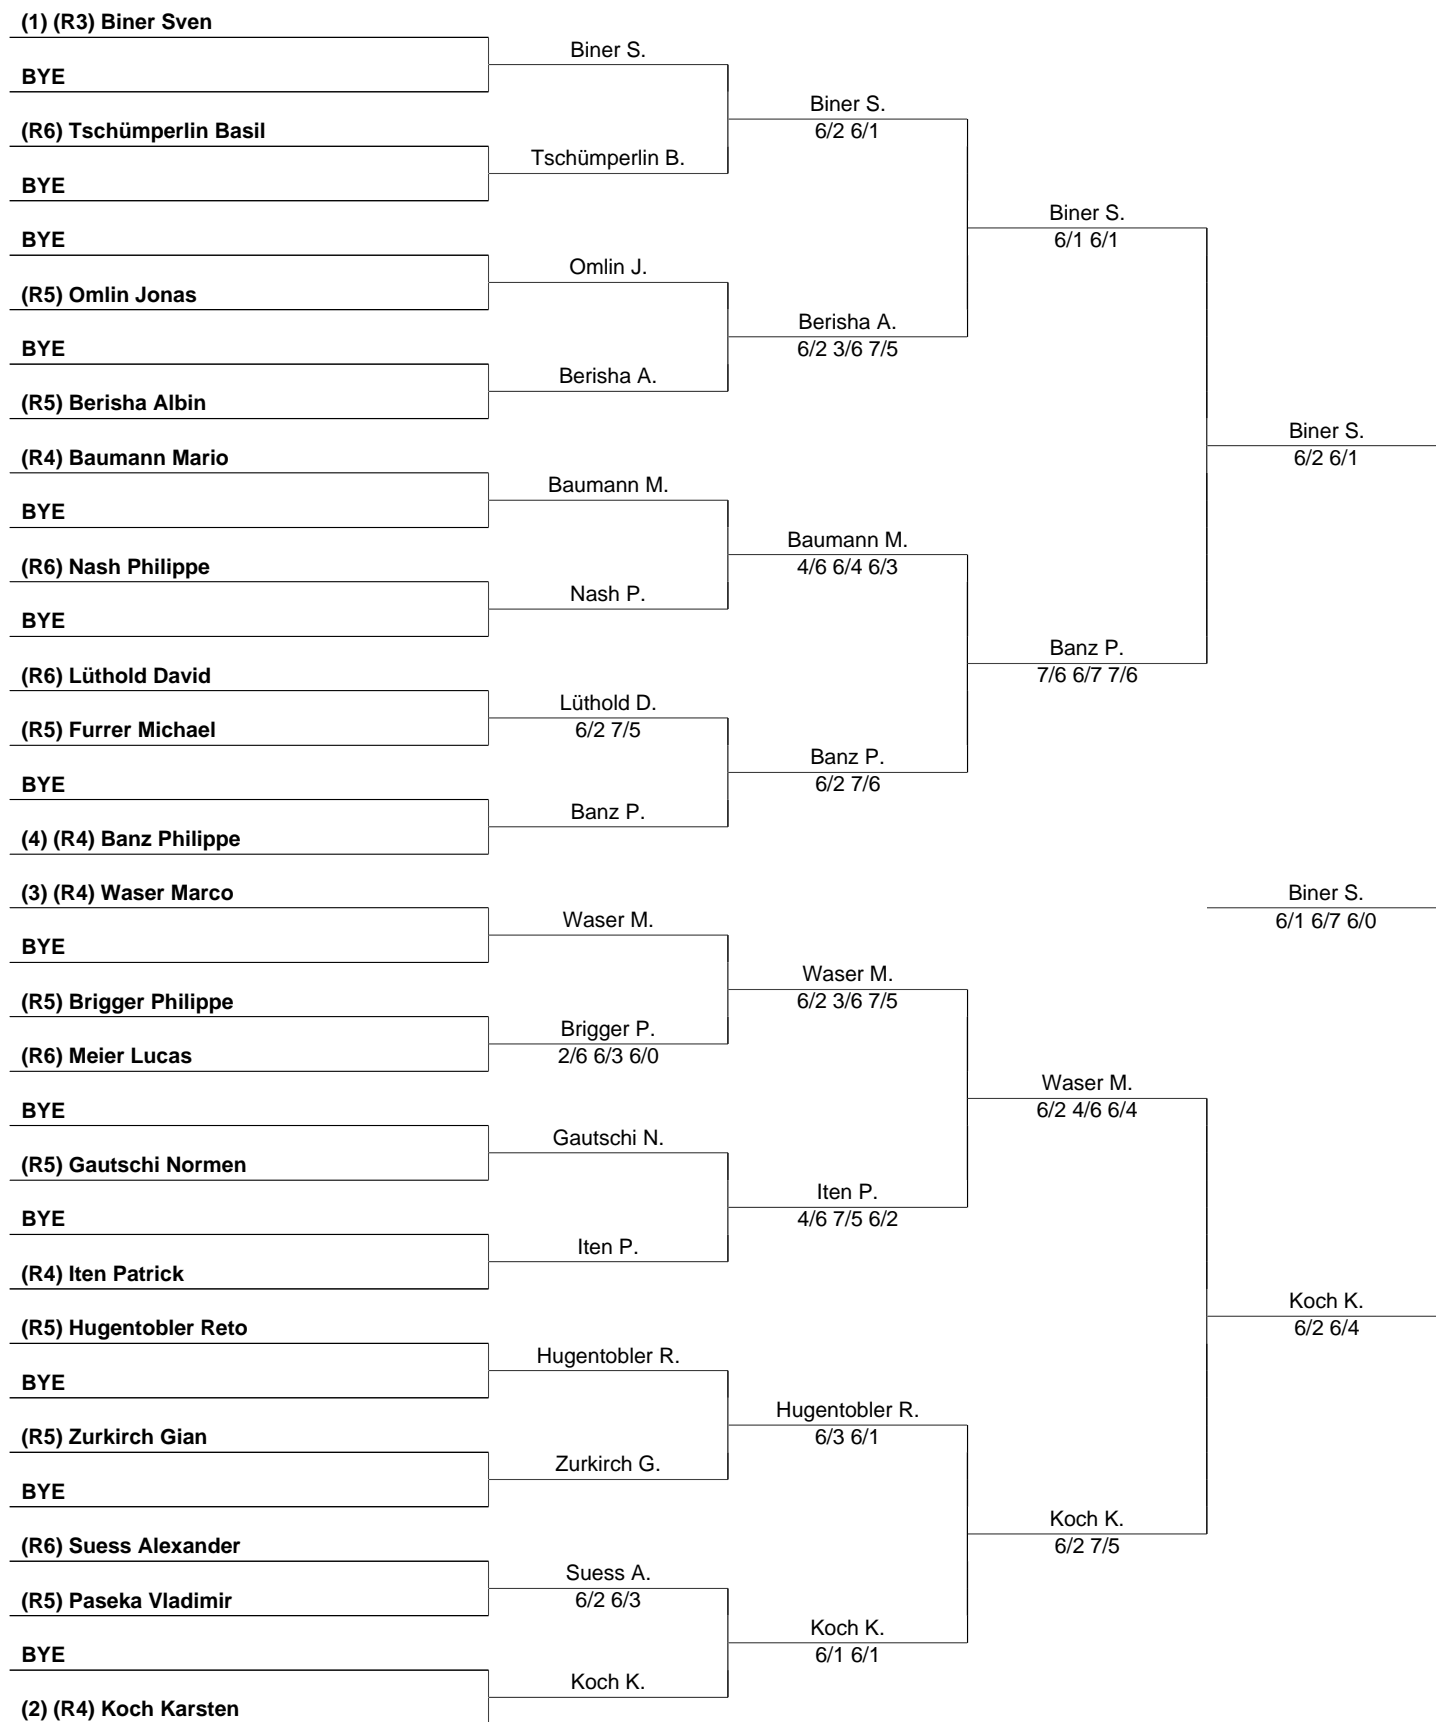 (1) (R3) Biner Sven
BYE
(R6) Tschümperlin Basil
BYE
BYE
(R5) Omlin Jonas
BYE
(R5) Berisha Albin
(R4) Baumann Mario
BYE
(R6) Nash Philippe
BYE
(R6) Lüthold David
(R5) Furrer Michael
BYE
(4) (R4) Banz Philippe
(3) (R4) Waser Marco
BYE
(R5) Brigger Philippe
(R6) Meier Lucas
BYE
(R5) Gautschi Normen
BYE
(R4) Iten Patrick
(R5) Hugentobler Reto
BYE
(R5) Zurkirch Gian
BYE
(R6) Suess Alexander
(R5) Paseka Vladimir
BYE
(2) (R4) Koch Karsten
Biner S.
Tschümperlin B.
Omlin J.
Berisha A.
Baumann M.
Nash P.
Lüthold D.
6/2 7/5
Banz P.
Waser M.
Brigger P.
2/6 6/3 6/0
Gautschi N.
Iten P.
Hugentobler R.
Zurkirch G.
Suess A.
6/2 6/3
Koch K.
Biner S.
6/2 6/1
Berisha A.
6/2 3/6 7/5
Baumann M.
4/6 6/4 6/3
Banz P.
6/2 7/6
Waser M.
6/2 3/6 7/5
Iten P.
4/6 7/5 6/2
Hugentobler R.
6/3 6/1
Koch K.
6/1 6/1
Biner S.
6/1 6/1
Banz P.
7/6 6/7 7/6
Waser M.
6/2 4/6 6/4
Koch K.
6/2 7/5
Biner S.
6/2 6/1
Biner S.
6/1 6/7 6/0
Koch K.
6/2 6/4